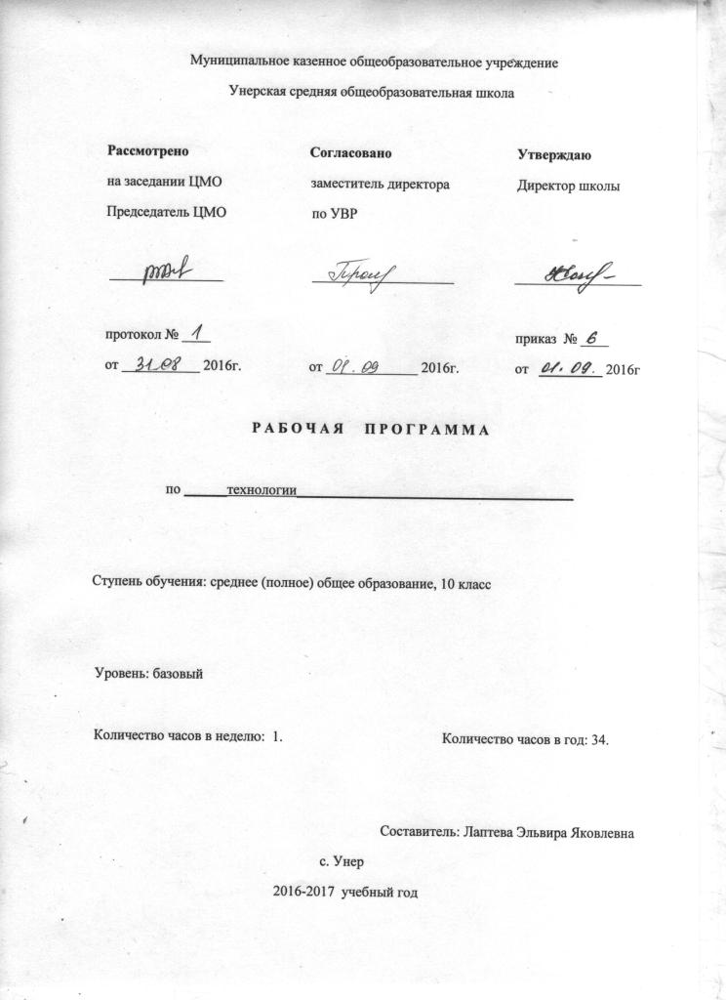 Муниципальное казенное общеобразовательное учреждение
Унерская средняя общеобразовательная школа
Рассмотрено Согласовано Утверждаю
на заседании ЦМО заместитель директора Директор школы
Председатель ЦМО по УВР
протокол № 1 приказ № 6
от 31.08 2016г. от 01.09 2016г. от 01.09. 2016г
РАБОЧАЯ ПРОГРАММА
по технологии
Ступень обучения: среднее (полное) общее образование, 10 класс
Уровень: базовый
Количество часов в неделю: 1. Количество часов в год: 34.
Составитель: Лаптева Эльвира Яковлевна
с. Унер
2016-2017 учебный год